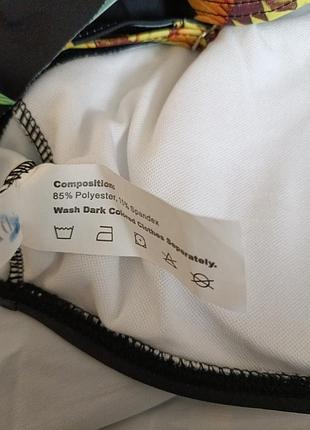 Composition:
85% Polyester, 15% Spandex
Wash Dark Colored Clothes Separately.